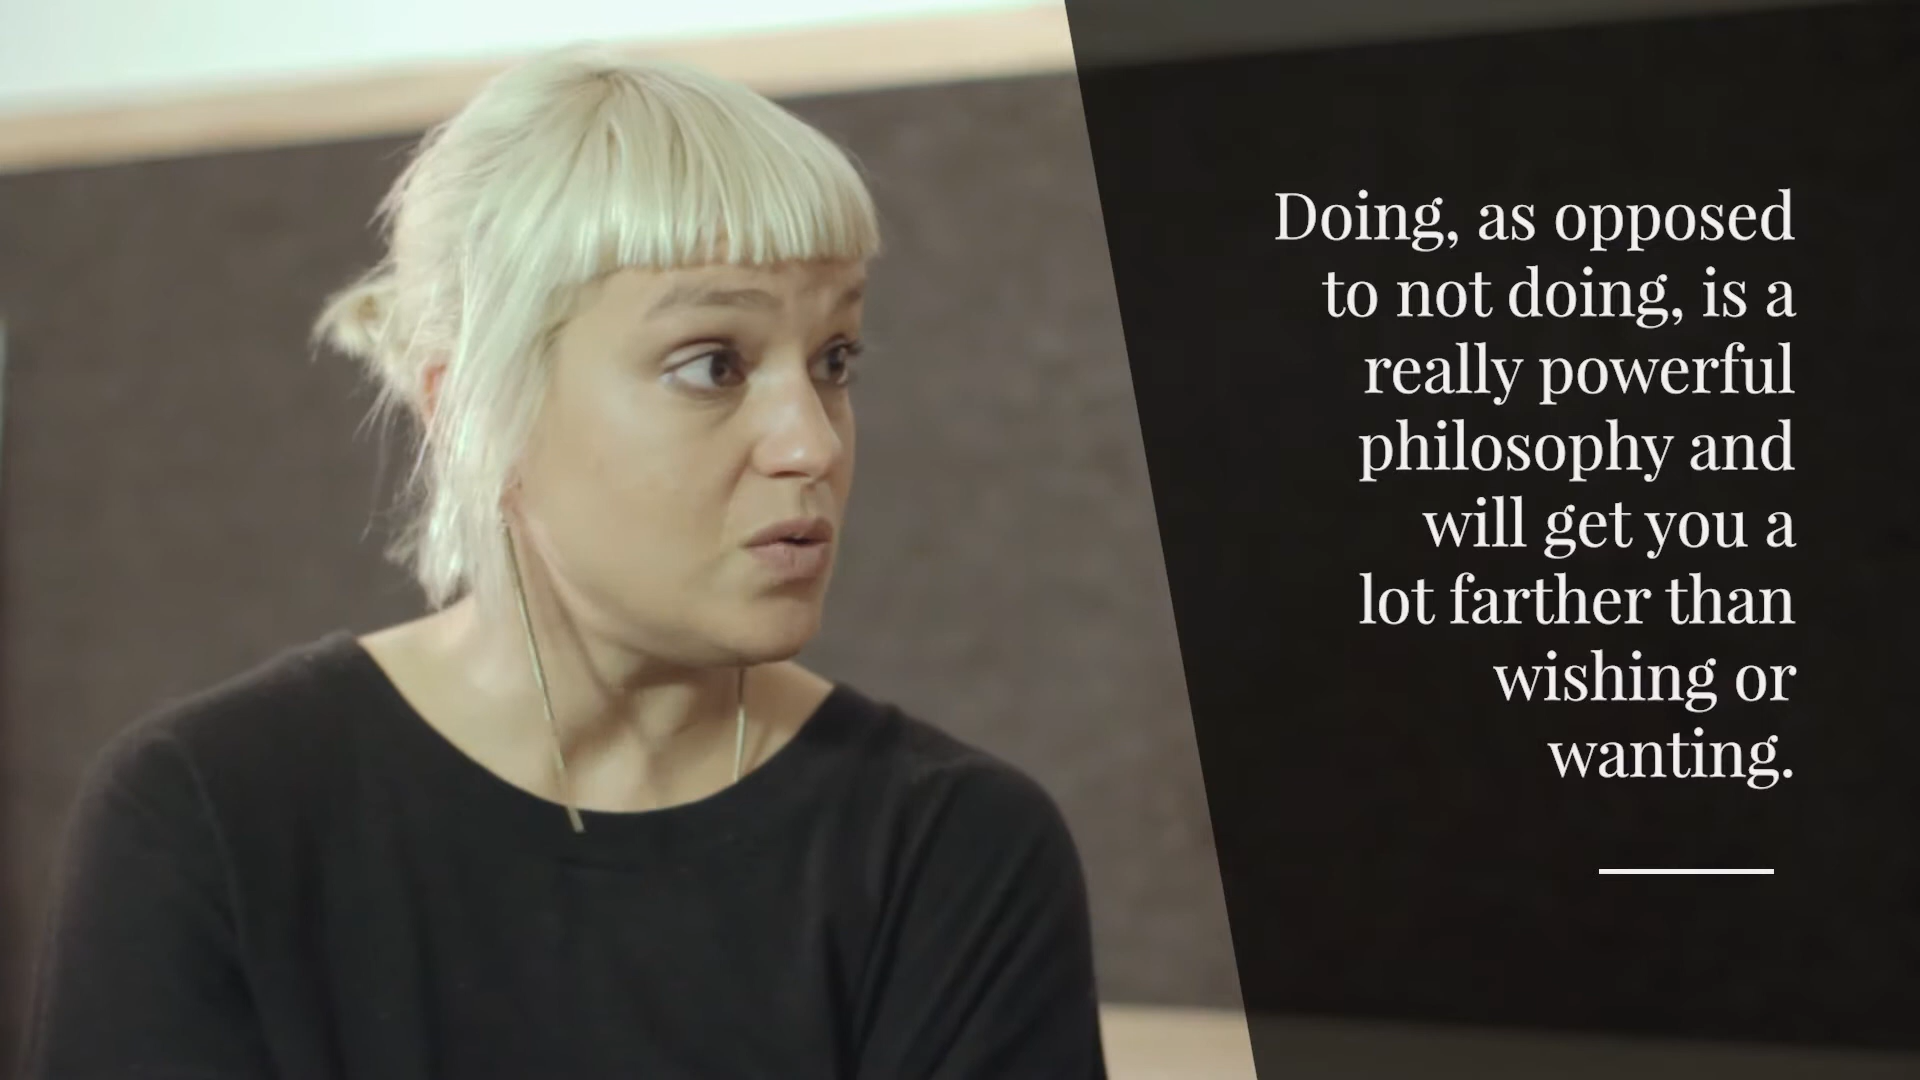 Doing, as opposed
to not doing, is a
really powerful
philosophy and
will get you a
lot farther than
wishing or
wanting.